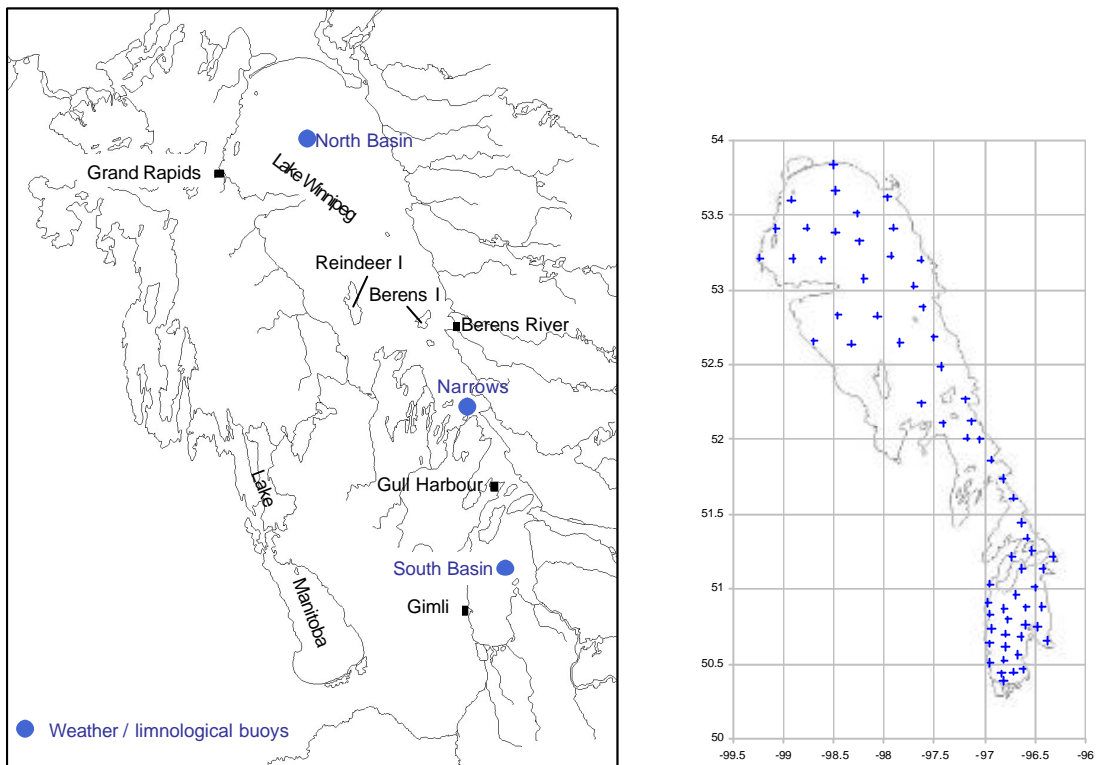 North Basin
Grand Rapids
Lake Winnipeg
Reindeer I
Berens I
Berens River
Narrows
Lake
Gull Harbour
South Basin
Manitoba
Gimli
Weather / limnological buoys
54
53.5
53
52.5
52
51.5
51
50.5
50
-99.5 -99 -98.5 -98 -97.5 -97 -96.5 -96